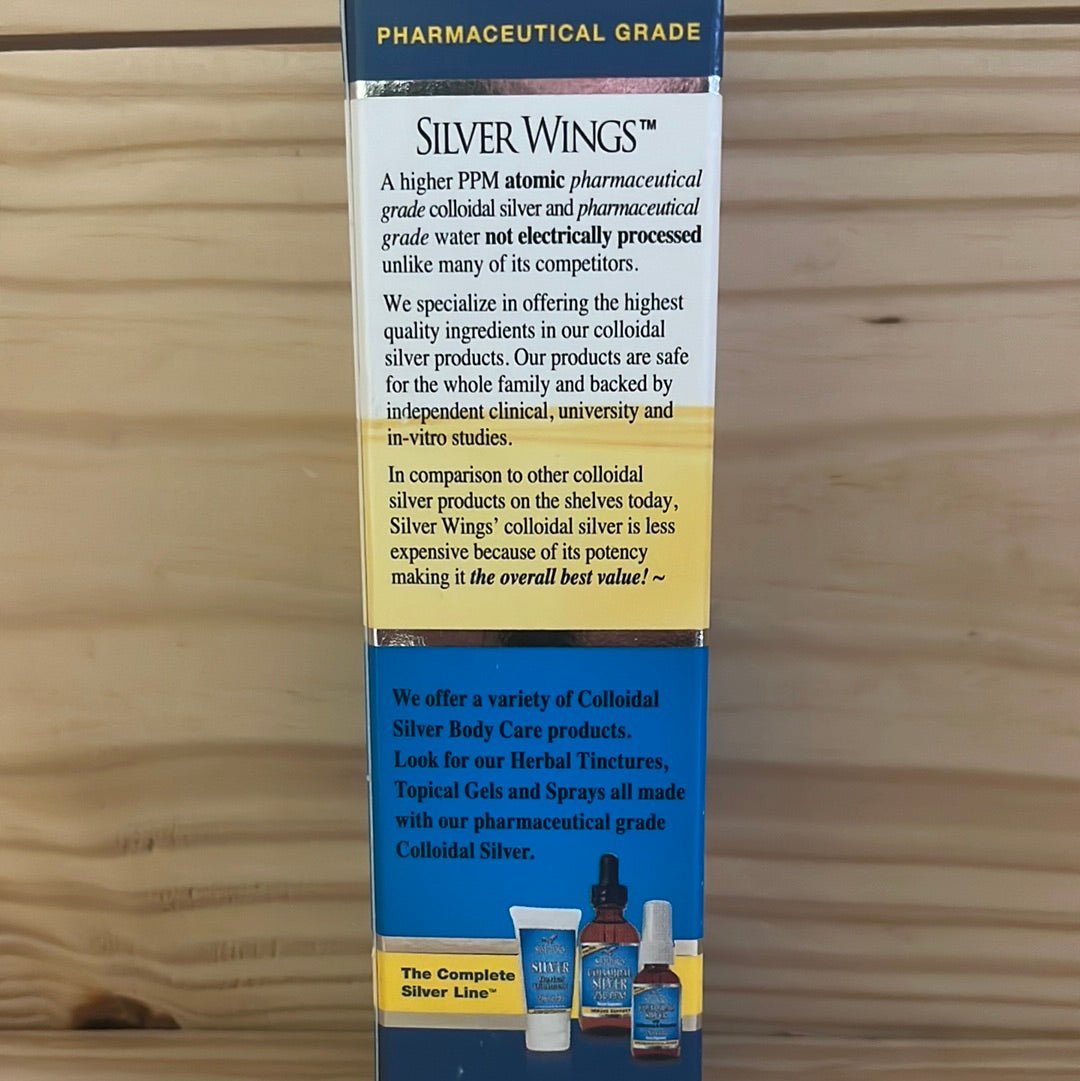 PHARMACEUTICAL GRADE
SILVER WINGS™
A higher PPM atomic pharmaceutical
grade colloidal silver and pharmaceutical
grade water not electrically processed
unlike many of its competitors.
We specialize in offering the highest
quality ingredients in our colloidal
silver products. Our products are safe
for the whole family and backed by
independent clinical, university and
in-vitro studies.
In comparison to other colloidal
silver products on the shelves today,
Silver Wings' colloidal silver is less
expensive because of its potency
making it the overall best value! ~
We offer a variety of Colloidal
Silver Body Care products.
Look for our Herbal Tinctures,
Topical Gels and Sprays all made
with our pharmaceutical grade
Colloidal Silver.
The Complete
Silver Line™
SILVER
COLLOIDAL
SILVER